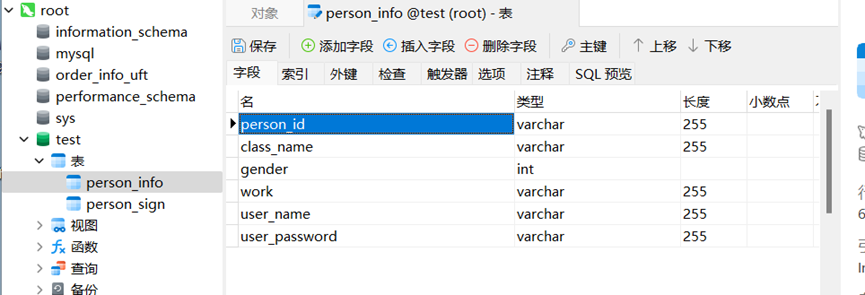 root
information_schema
mysql
order_info_uft
performance_schema
sys
test
表
person_info
person_sign
视图
函数
查询
备份
对象
person_info @test (root) - 表
保存 添加字段 插入字段 删除字段 主键 上移 下移
字段 索引 外键 检查 触发器 选项 注释 SQL 预览
名 类型 长度 小数点
person_id varchar 255
class_name varchar 255
gender int
work varchar 255
user_name varchar 255
user_password varchar 255